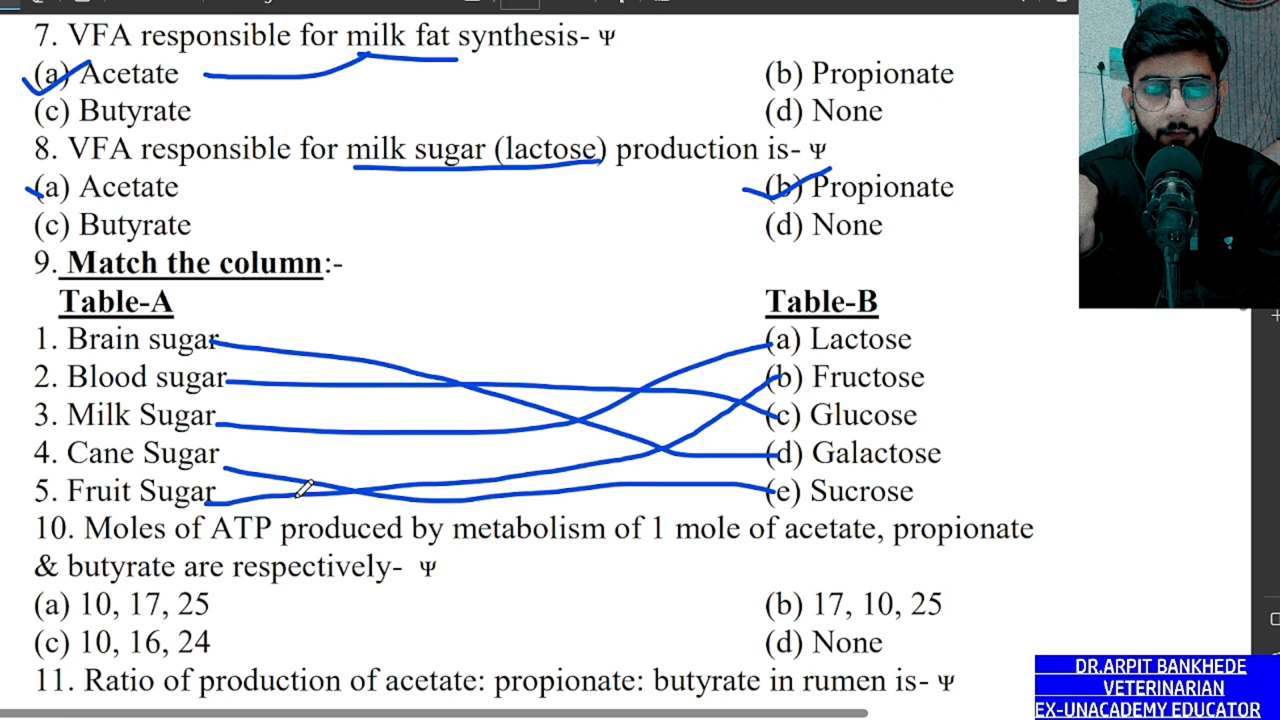 7. VFA responsible for milk fat synthesis- Ψ
(a) Acetate (b) Propionate
(c) Butyrate (d) None
8. VFA responsible for milk sugar (lactose) production is- Ψ
(a) Acetate (b) Propionate
(c) Butyrate (d) None
9. Match the column:-
Table-A Table-B
1. Brain sugar (a) Lactose
2. Blood sugar (b) Fructose
3. Milk Sugar (c) Glucose
4. Cane Sugar (d) Galactose
5. Fruit Sugar (e) Sucrose
10. Moles of ATP produced by metabolism of 1 mole of acetate, propionate
& butyrate are respectively- Ψ
(a) 10, 17, 25 (b) 17, 10, 25
(c) 10, 16, 24 (d) None
11. Ratio of production of acetate: propionate: butyrate in rumen is- Ψ
DR.ARPIT BANKHEDE
VETERINARIAN
EX-UNACADEMY EDUCATOR